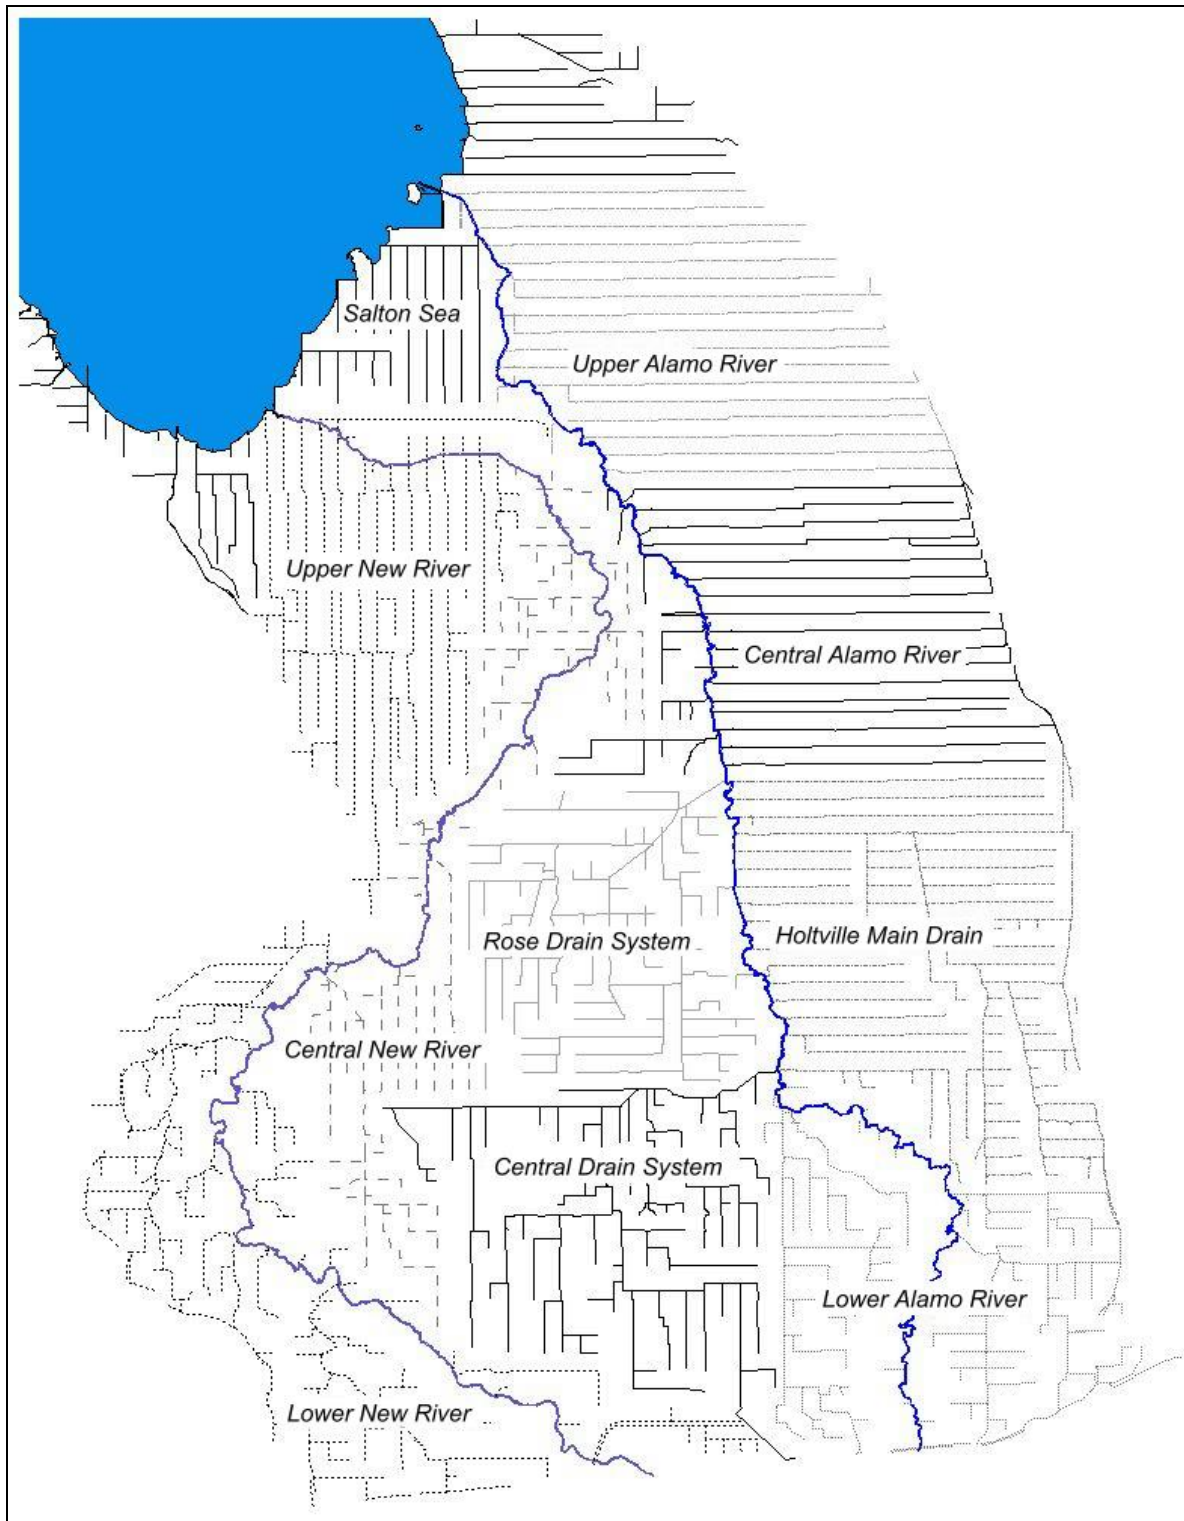 Salton Sea
Upper Alamo River
Upper New River
Central Alamo River
Rose Drain System
Holtville Main Drain
Central New River
Central Drain System
Lower Alamo River
Lower New River